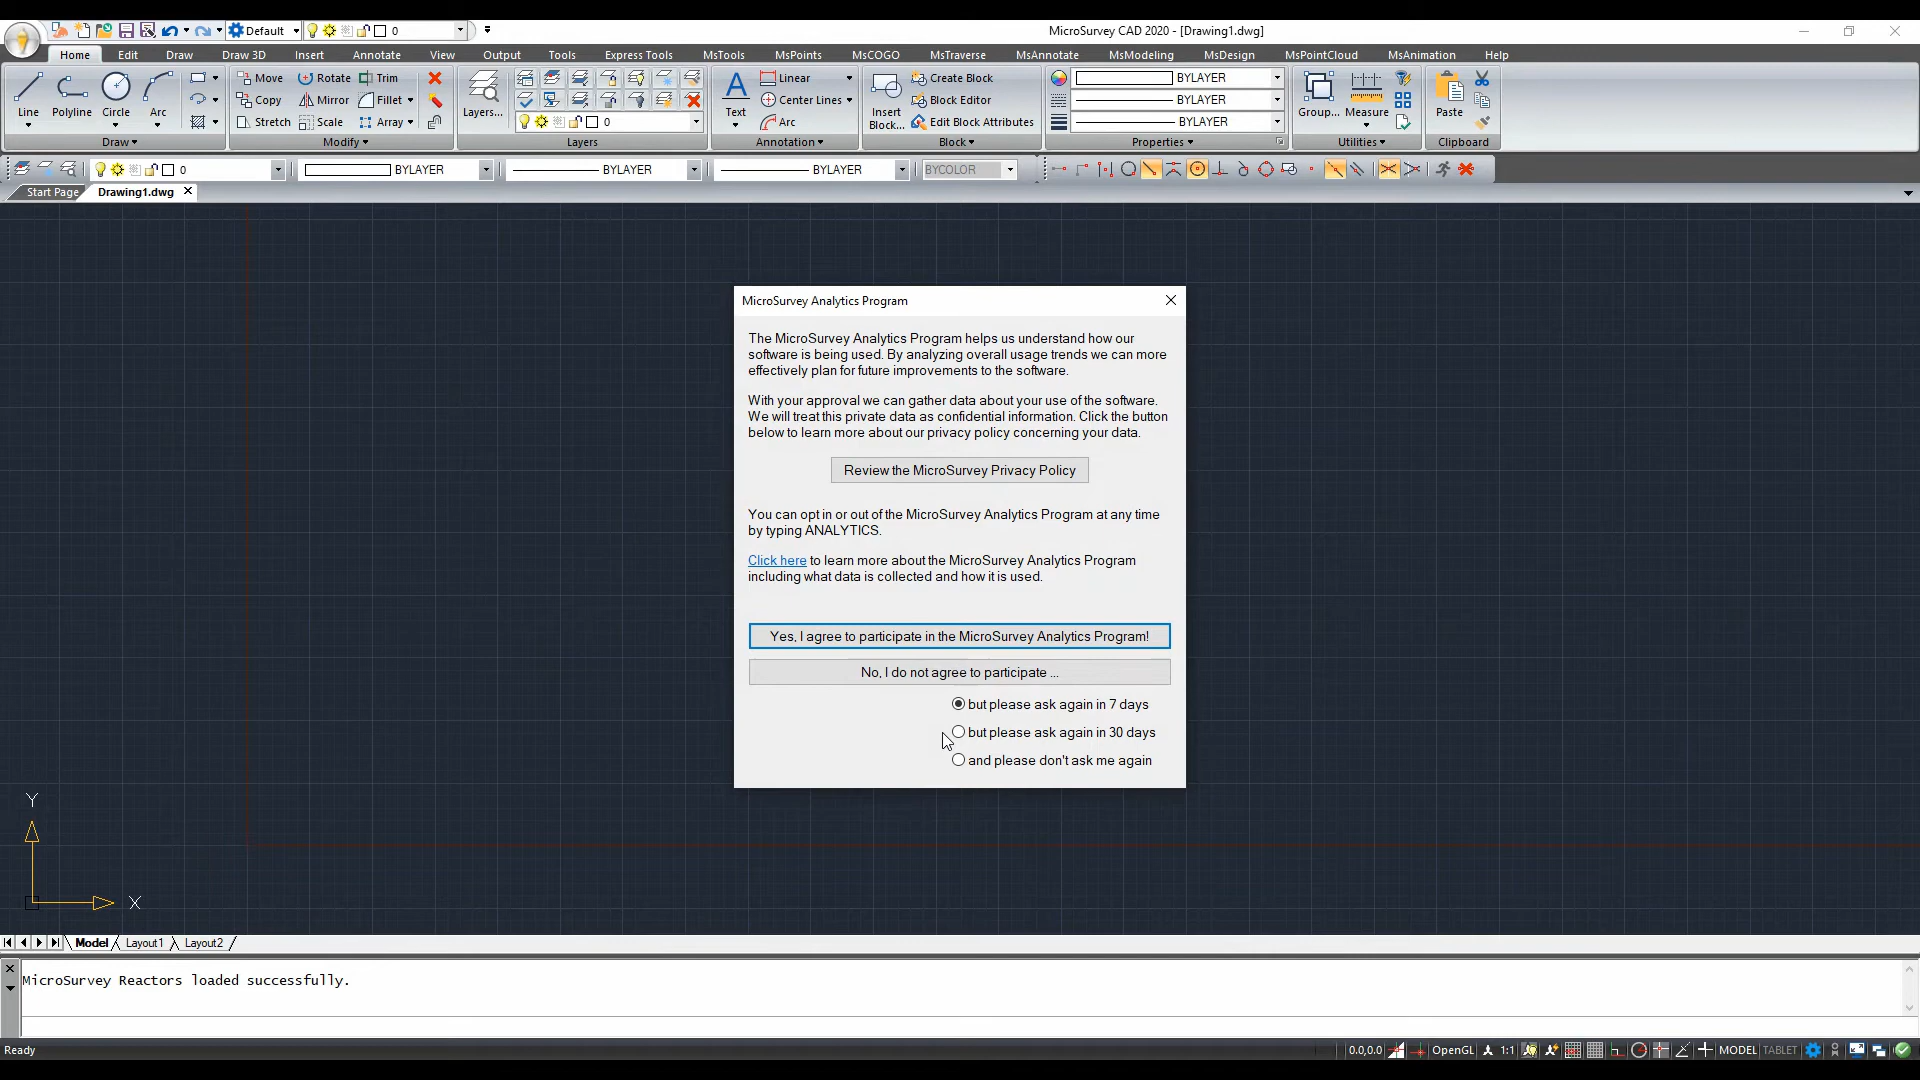 Default 0 MicroSurvey CAD 2020 - [Drawing1.dwg]
Home Edit Draw Draw 3D Insert Annotate View Output Tools Express Tools MsTools MsPoints MsCOGO MsTraverse MsAnnotate MsModeling MsDesign MsPointCloud MsAnimation Help
Move Rotate Trim Linear Create Block BYLAYER
Line Polyline Circle Arc Copy Mirror Fillet Layers... Text Center Lines Insert Block... Block Editor BYLAYER Group... Measure Paste
Stretch Scale Array 0 Arc Edit Block Attributes BYLAYER
Draw Modify Layers Annotation Block Properties Utilities Clipboard
0 BYLAYER BYLAYER BYLAYER BYCOLOR
Start Page Drawing1.dwg
MicroSurvey Analytics Program
The MicroSurvey Analytics Program helps us understand how our
software is being used. By analyzing overall usage trends we can more
effectively plan for future improvements to the software.
With your approval we can gather data about your use of the software.
We will treat this private data as confidential information. Click the button
below to learn more about our privacy policy concerning your data.
Review the MicroSurvey Privacy Policy
You can opt in or out of the MicroSurvey Analytics Program at any time
by typing ANALYTICS.
Click here to learn more about the MicroSurvey Analytics Program
including what data is collected and how it is used.
Yes, I agree to participate in the MicroSurvey Analytics Program!
No, I do not agree to participate ...
but please ask again in 7 days
but please ask again in 30 days
and please don't ask me again
Y
X
Model Layout1 Layout2
MicroSurvey Reactors loaded successfully.
Ready 0.0,0.0 OpenGL 1:1 MODEL TABLET